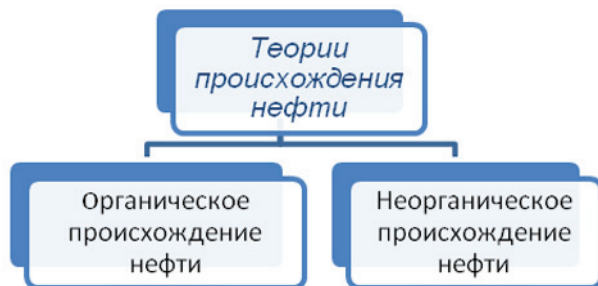 Теории
происхождения
нефти
Органическое
происхождение
нефти
Неорганическое
происхождение
нефти